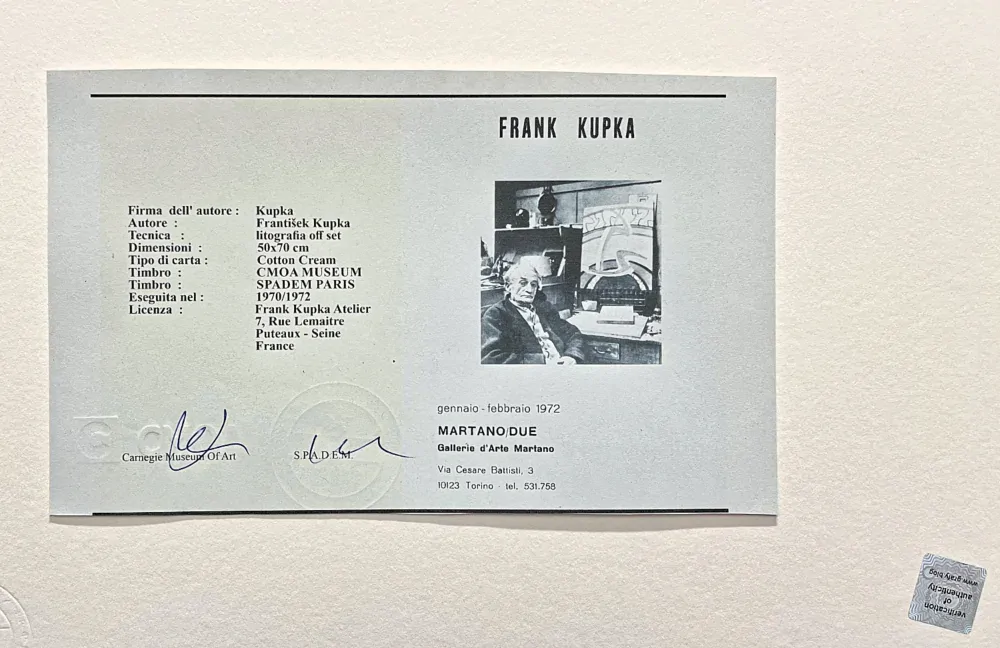 FRANK KUPKA
Firma dell' autore : Kupka
Autore : František Kupka
Tecnica : litografia off set
Dimensioni : 50x70 cm
Tipo di carta : Cotton Cream
Timbro : CMOA MUSEUM
Timbro : SPADEM PARIS
Eseguita nel : 1970/1972
Licenza : Frank Kupka Atelier
7, Rue Lemaitre
Puteaux - Seine
France
Carnegie Museum Of Art
S.P.A.D.E.M.
gennaio - febbraio 1972
MARTANO/DUE
Gallerie d'Arte Martano
Via Cesare Battisti, 3
10123 Torino - tel. 531.758
verification
of
authenticity
www.grafy.blog